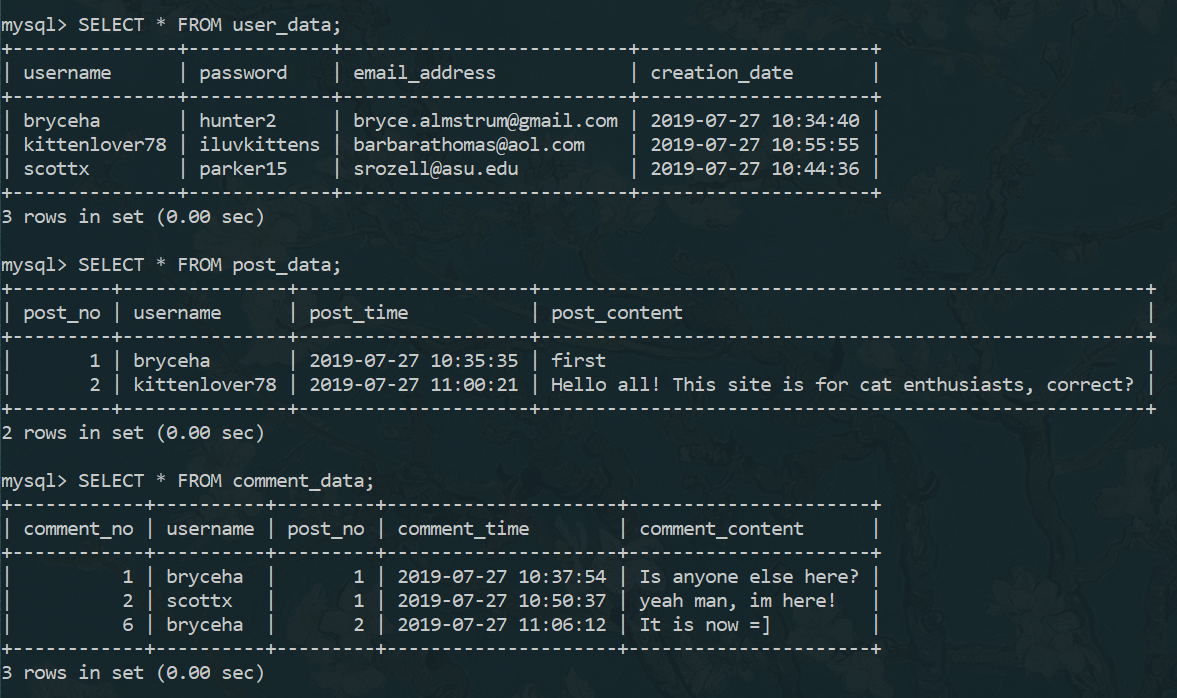 mysql> SELECT * FROM user_data;
+---------------+-------------+--------------------------+---------------------+
| username      | password    | email_address            | creation_date       |
+---------------+-------------+--------------------------+---------------------+
| bryceha       | hunter2     | bryce.almstrum@gmail.com | 2019-07-27 10:34:40 |
| kittenlover78 | iluvkittens | barbarathomas@aol.com    | 2019-07-27 10:55:55 |
| scottx        | parker15    | srozell@asu.edu          | 2019-07-27 10:44:36 |
+---------------+-------------+--------------------------+---------------------+
3 rows in set (0.00 sec)

mysql> SELECT * FROM post_data;
+---------+---------------+---------------------+-------------------------------------------------------+
| post_no | username      | post_time           | post_content                                          |
+---------+---------------+---------------------+-------------------------------------------------------+
|       1 | bryceha       | 2019-07-27 10:35:35 | first                                                 |
|       2 | kittenlover78 | 2019-07-27 11:00:21 | Hello all! This site is for cat enthusiasts, correct? |
+---------+---------------+---------------------+-------------------------------------------------------+
2 rows in set (0.00 sec)

mysql> SELECT * FROM comment_data;
+------------+----------+---------+---------------------+----------------------+
| comment_no | username | post_no | comment_time        | comment_content      |
+------------+----------+---------+---------------------+----------------------+
|          1 | bryceha  |       1 | 2019-07-27 10:37:54 | Is anyone else here? |
|          2 | scottx   |       1 | 2019-07-27 10:50:37 | yeah man, im here!   |
|          6 | bryceha  |       2 | 2019-07-27 11:06:12 | It is now =]         |
+------------+----------+---------+---------------------+----------------------+
3 rows in set (0.00 sec)